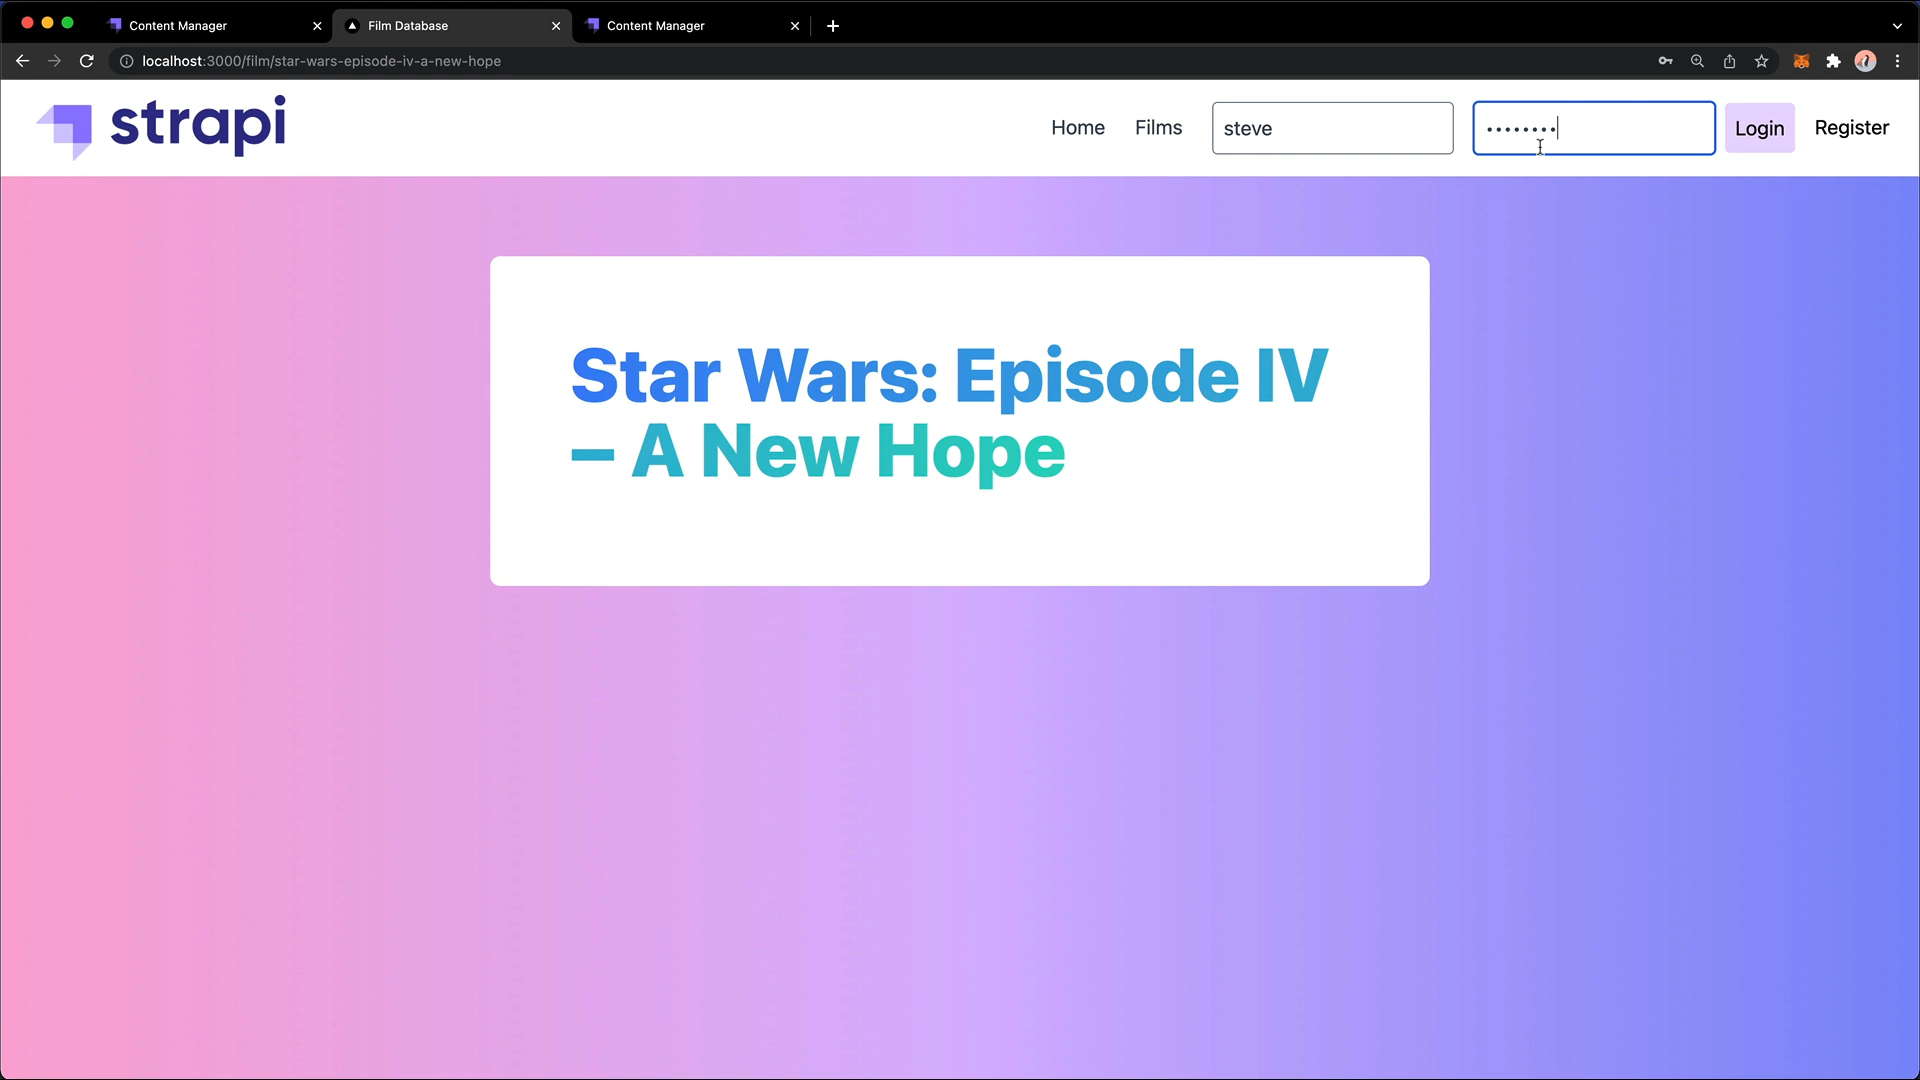 Content Manager
Film Database
Content Manager
localhost:3000/film/star-wars-episode-iv-a-new-hope
strapi
Home
Films
steve
••••••••
Login
Register
Star Wars: Episode IV
– A New Hope